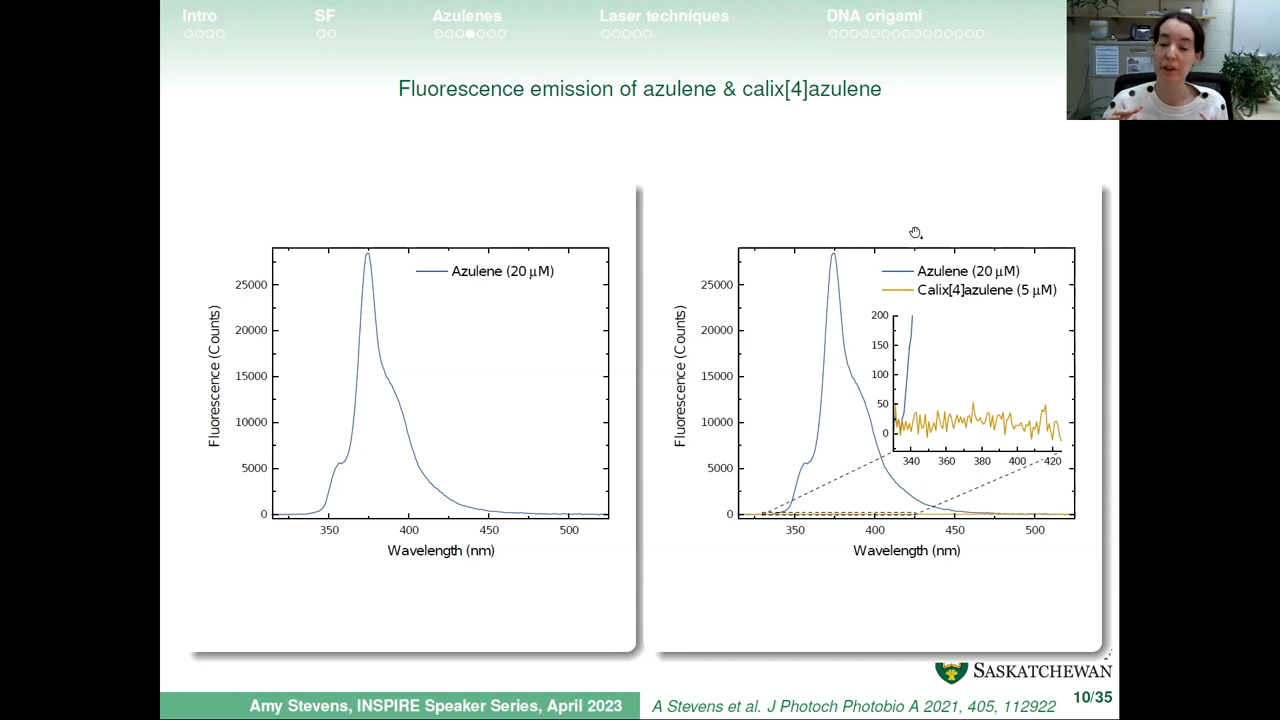 Intro SF Azulenes Laser techniques DNA origami
Fluorescence emission of azulene & calix[4]azulene
Azulene (20 μM)
25000
20000
15000
10000
5000
0
350 400 450 500
Fluorescence (Counts)
Wavelength (nm)
Azulene (20 μM)
Calix[4]azulene (5 μM)
25000
20000
15000
10000
5000
0
350 400 450 500
Fluorescence (Counts)
Wavelength (nm)
200
150
100
50
0
340 360 380 400 420
SASKATCHEWAN
10/35
Amy Stevens, INSPIRE Speaker Series, April 2023
A Stevens et al. J Photoch Photobio A 2021, 405, 112922